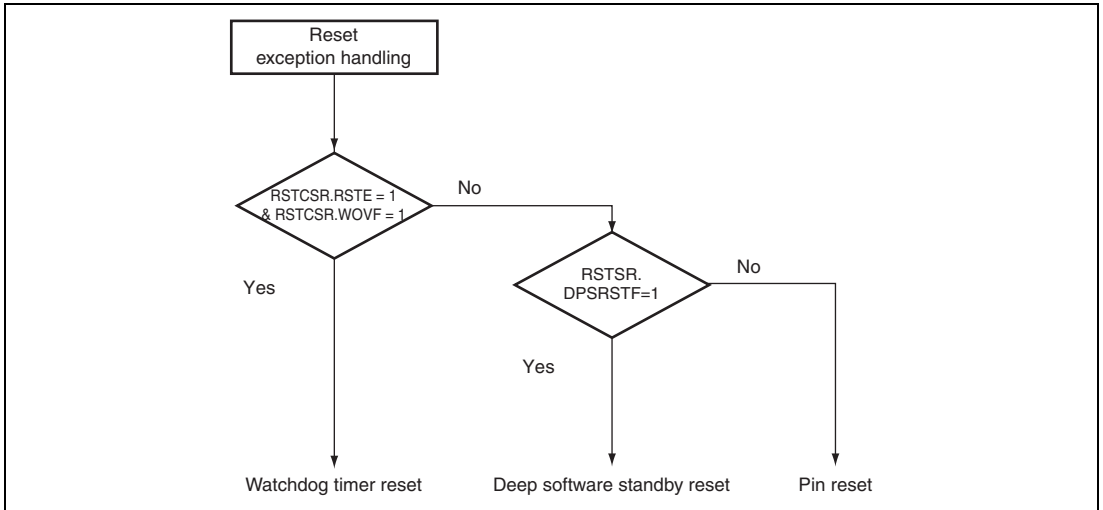 Reset
exception handling
RSTCSR.RSTE = 1
& RSTCSR.WOVF = 1
No
Yes
RSTSR.
DPSRSTF=1
No
Yes
Watchdog timer reset
Deep software standby reset
Pin reset